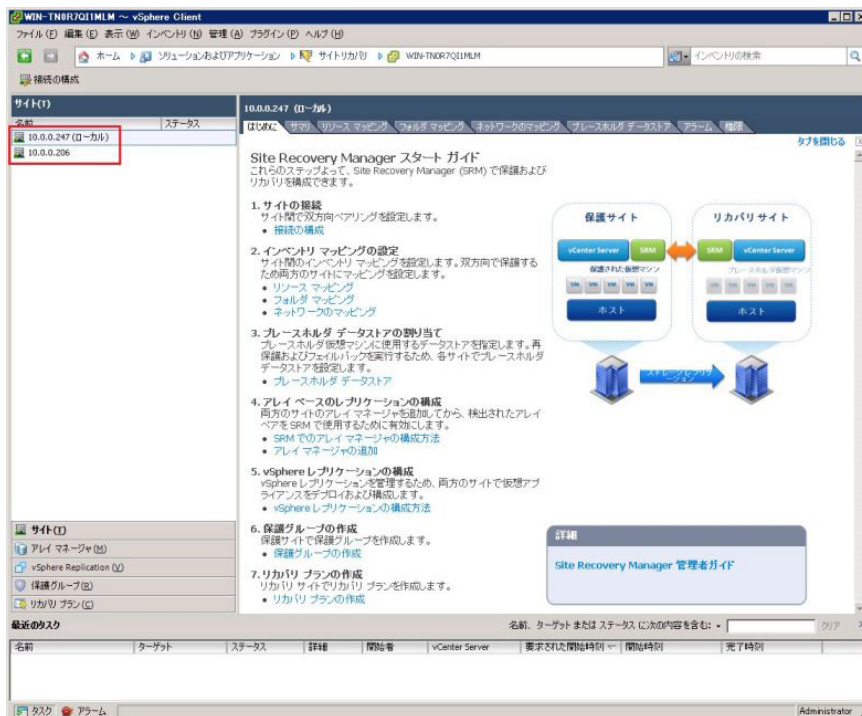 WIN-TN0R7QI1MLM ～ vSphere Client
ファイル(F) 編集(E) 表示(W) インベントリ(N) 管理(A) プラグイン(P) ヘルプ(H)
ホーム ソリューションおよびアプリケーション サイトリカバリ WIN-TN0R7QI1MLM インベントリの検索
接続の構成
サイト(T)
名前 ステータス
10.0.0.247 (ローカル)
10.0.0.206
10.0.0.247 (ローカル)
はじめに サマリ リソース マッピング フォルダ マッピング ネットワークのマッピング プレースホルダ データストア アラーム 権限
タブを閉じる
Site Recovery Manager スタート ガイド
これらのステップよって、Site Recovery Manager (SRM) で保護および
リカバリを構成できます。
1. サイトの接続
サイト間で双方向ペアリングを設定します。
• 接続の構成
2. インベントリ マッピングの設定
サイト間のインベントリ マッピングを設定します。双方向で保護する
ため両方のサイトにマッピングを設定します。
• リソース マッピング
• フォルダ マッピング
• ネットワークのマッピング
3. プレースホルダ データストアの割り当て
プレースホルダ仮想マシンに使用するデータストアを指定します。再
保護およびフェイルバックを実行するため、各サイトでプレースホルダ
データストアを設定します。
• プレースホルダ データストア
4. アレイ ベースのレプリケーションの構成
両方のサイトのアレイ マネージャを追加してから、検出されたアレイ
ペアを SRM で使用するために有効にします。
• SRM でのアレイ マネージャの構成方法
• アレイ マネージャの追加
5. vSphere レプリケーションの構成
vSphere レプリケーションを管理するため、両方のサイトで仮想アプ
ライアンスをデプロイおよび構成します。
• vSphere レプリケーションの構成方法
6. 保護グループの作成
保護サイトで保護グループを作成します。
• 保護グループの作成
7. リカバリ プランの作成
リカバリ サイトでリカバリ プランを作成します。
• リカバリ プランの作成
保護サイト リカバリサイト
vCenter Server SRM SRM vCenter Server
保護された仮想マシン プレースホルダ仮想マシン
VM VM VM VM VM VM VM VM VM VM
ホスト ホスト
ストレージレプリケ
ーション
詳細
Site Recovery Manager 管理者ガイド
サイト(T)
アレイ マネージャ(M)
vSphere Replication (V)
保護グループ(R)
リカバリ プラン(C)
最近のタスク 名前、ターゲット または ステータス に次の内容を含む: クリア
名前 ターゲット ステータス 詳細 開始者 vCenter Server 要求された開始時刻 開始時刻 完了時刻
タスク アラーム Administrator